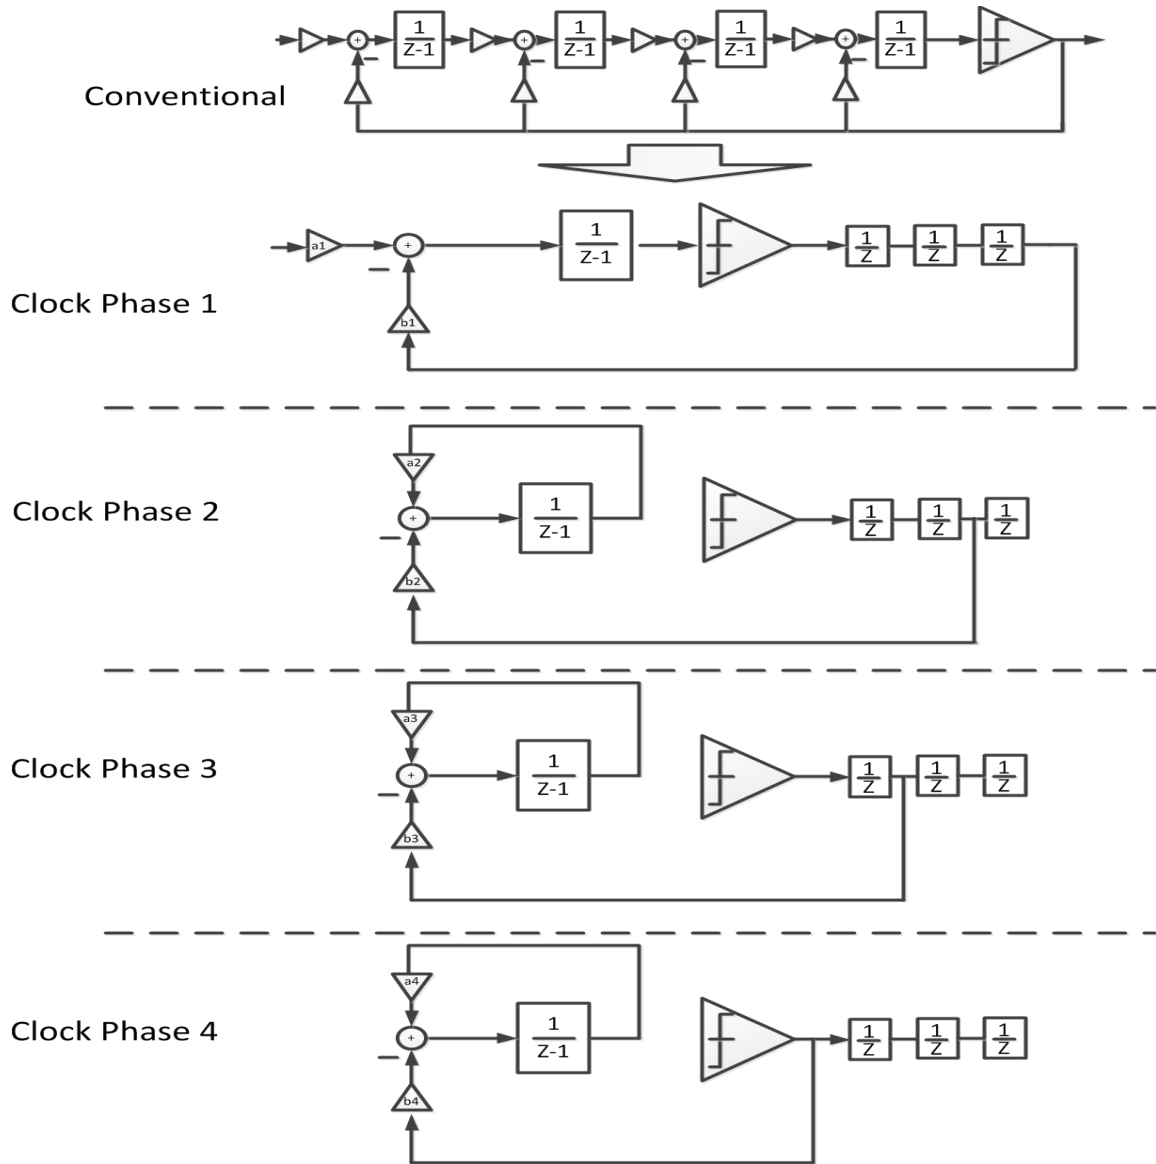 1 1 1 1
Z-1 Z-1 Z-1 Z-1
+ + + +
− − − −
Conventional
a1 + 1 1 1 1
Z-1 Z Z Z
−
b1
Clock Phase 1
a2
Clock Phase 2
+ 1 1 1 1
Z-1 Z Z Z
−
b2
a3
Clock Phase 3
+ 1 1 1 1
Z-1 Z Z Z
−
b3
a4
Clock Phase 4
+ 1 1 1 1
Z-1 Z Z Z
−
b4